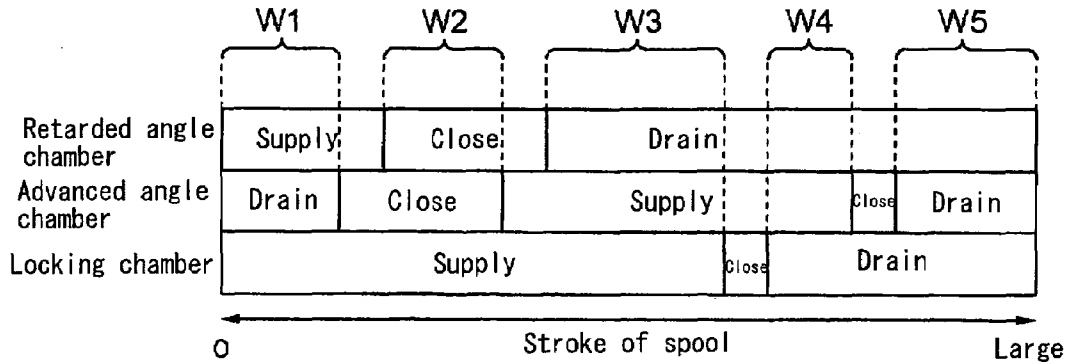 W1 W2 W3 W4 W5
Retarded angle
chamber
Supply Close Drain
Advanced angle
chamber
Drain Close Supply Close Drain
Locking chamber
Supply Close Drain
0 Stroke of spool Large